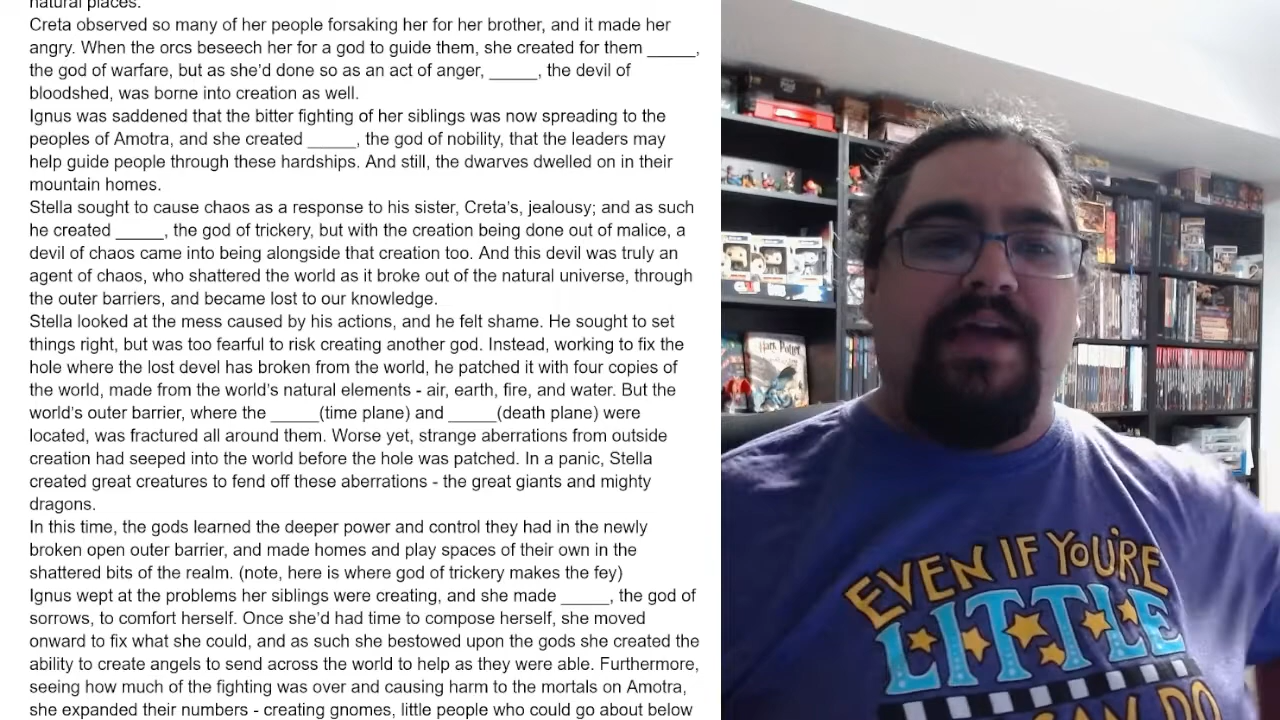 natural places.
Creta observed so many of her people forsaking her for her brother, and it made her
angry. When the orcs beseech her for a god to guide them, she created for them _____,
the god of warfare, but as she'd done so as an act of anger, _____, the devil of
bloodshed, was borne into creation as well.
Ignus was saddened that the bitter fighting of her siblings was now spreading to the
peoples of Amotra, and she created _____, the god of nobility, that the leaders may
help guide people through these hardships. And still, the dwarves dwelled on in their
mountain homes.
Stella sought to cause chaos as a response to his sister, Creta's, jealousy; and as such
he created _____, the god of trickery, but with the creation being done out of malice, a
devil of chaos came into being alongside that creation too. And this devil was truly an
agent of chaos, who shattered the world as it broke out of the natural universe, through
the outer barriers, and became lost to our knowledge.
Stella looked at the mess caused by his actions, and he felt shame. He sought to set
things right, but was too fearful to risk creating another god. Instead, working to fix the
hole where the lost devel has broken from the world, he patched it with four copies of
the world, made from the world's natural elements - air, earth, fire, and water. But the
world's outer barrier, where the _____(time plane) and _____(death plane) were
located, was fractured all around them. Worse yet, strange aberrations from outside
creation had seeped into the world before the hole was patched. In a panic, Stella
created great creatures to fend off these aberrations - the great giants and mighty
dragons.
In this time, the gods learned the deeper power and control they had in the newly
broken open outer barrier, and made homes and play spaces of their own in the
shattered bits of the realm. (note, here is where god of trickery makes the fey)
Ignus wept at the problems her siblings were creating, and she made _____, the god of
sorrows, to comfort herself. Once she'd had time to compose herself, she moved
onward to fix what she could, and as such she bestowed upon the gods she created the
ability to create angels to send across the world to help as they were able. Furthermore,
seeing how much of the fighting was over and causing harm to the mortals on Amotra,
she expanded their numbers - creating gnomes, little people who could go about below
Harry Potter
EVEN IF YOU'RE
LITTLE
DO